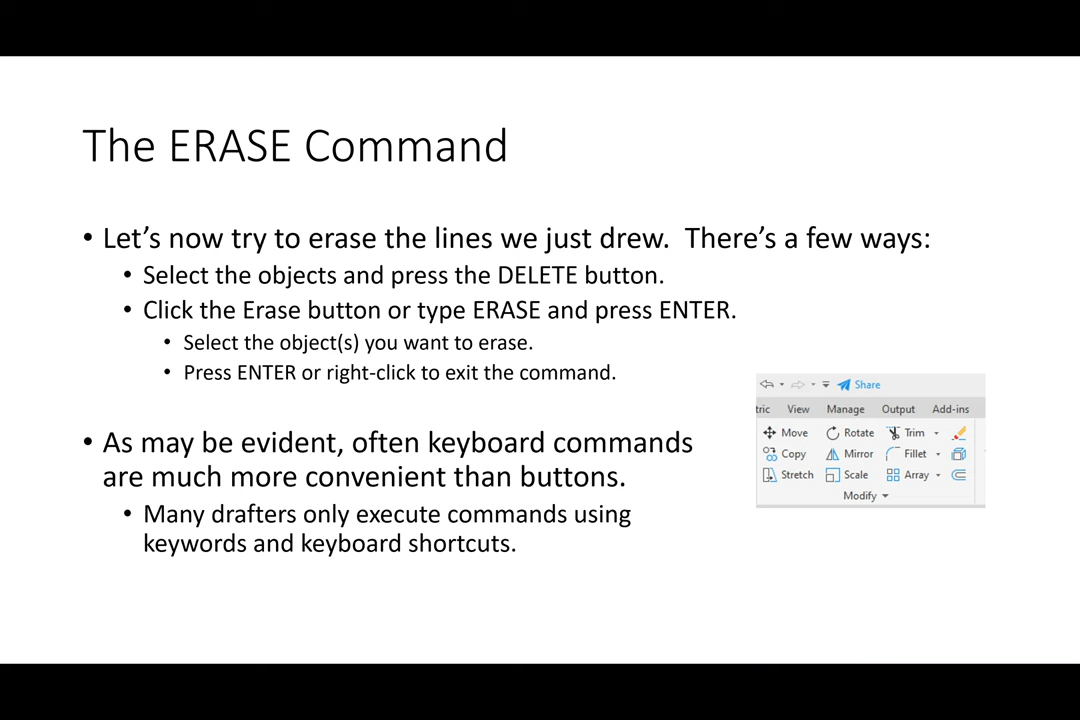 The ERASE Command
• Let's now try to erase the lines we just drew.  There's a few ways:
• Select the objects and press the DELETE button.
• Click the Erase button or type ERASE and press ENTER.
• Select the object(s) you want to erase.
• Press ENTER or right-click to exit the command.
• As may be evident, often keyboard commands
are much more convenient than buttons.
• Many drafters only execute commands using
keywords and keyboard shortcuts.
Share
tric View Manage Output Add-ins
Move Rotate Trim
Copy Mirror Fillet
Stretch Scale Array
Modify